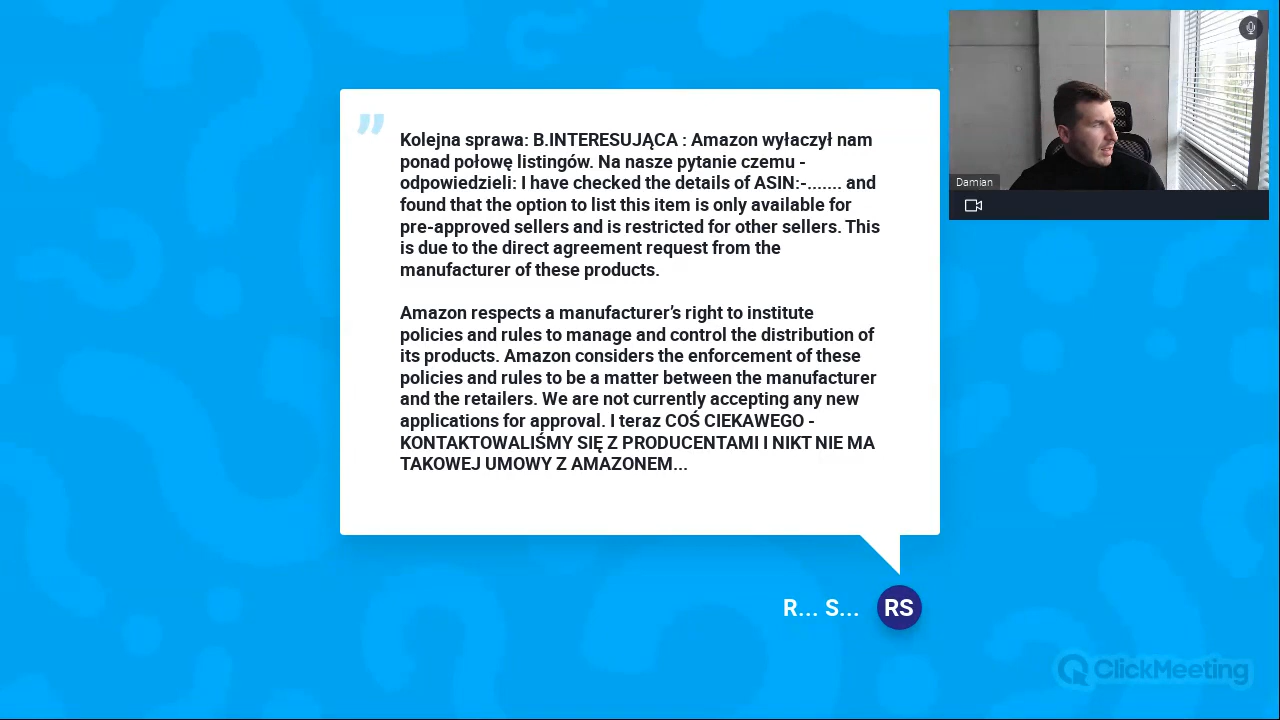 Kolejna sprawa: B.INTERESUJĄCA : Amazon wyłaczył nam
ponad połowę listingów. Na nasze pytanie czemu -
odpowiedzieli: I have checked the details of ASIN:-....... and
found that the option to list this item is only available for
pre-approved sellers and is restricted for other sellers. This
is due to the direct agreement request from the
manufacturer of these products.
Amazon respects a manufacturer’s right to institute
policies and rules to manage and control the distribution of
its products. Amazon considers the enforcement of these
policies and rules to be a matter between the manufacturer
and the retailers. We are not currently accepting any new
applications for approval. I teraz COŚ CIEKAWEGO -
KONTAKTOWALIŚMY SIĘ Z PRODUCENTAMI I NIKT NIE MA
TAKOWEJ UMOWY Z AMAZONEM...
R... S...
RS
Damian
ClickMeeting